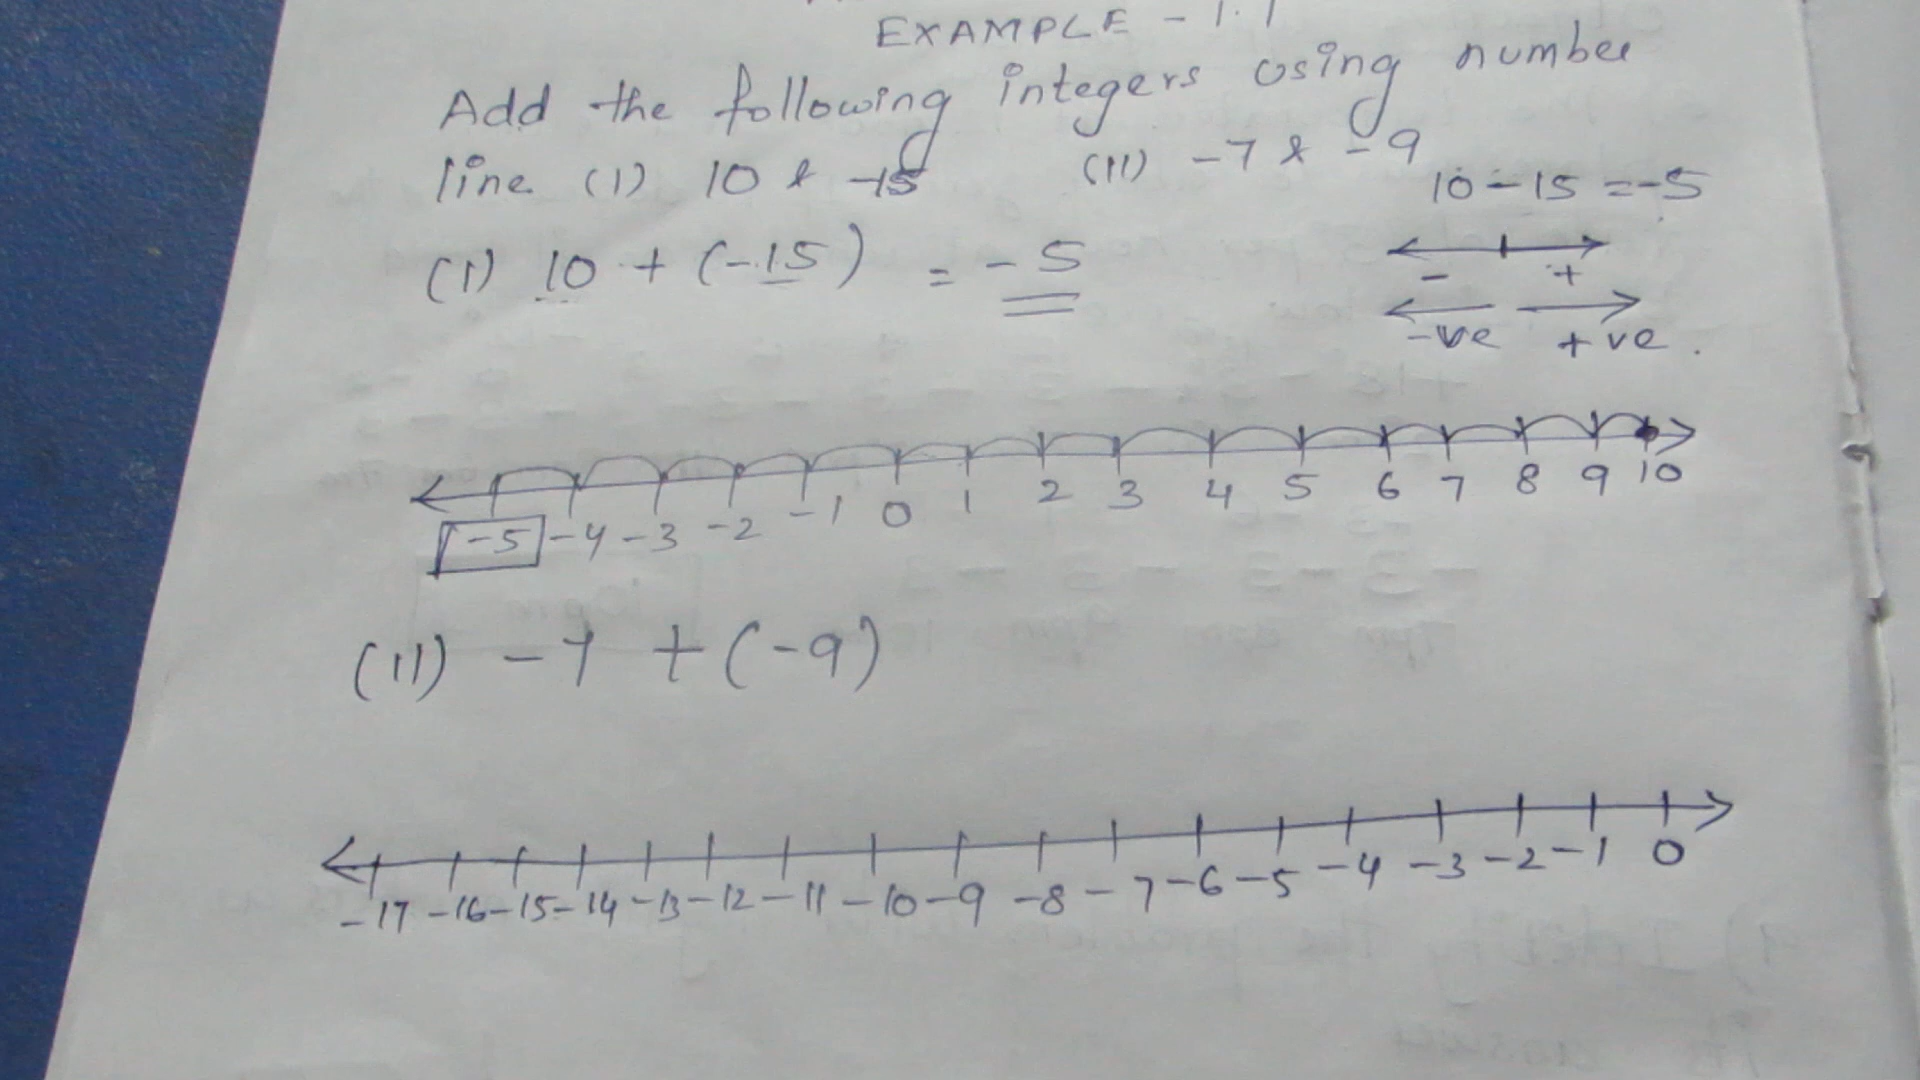 EXAMPLE - 1.1
Add the following integers using number
line (I) 10 & -15 (II) -7 & -9
10 - 15 = -5
(I) 10 + (-15) = -5
- +
-ve +ve.
-5 -4 -3 -2 -1 0 1 2 3 4 5 6 7 8 9 10
(II) -7 + (-9)
-17 -16 -15 -14 -13 -12 -11 -10 -9 -8 -7 -6 -5 -4 -3 -2 -1 0